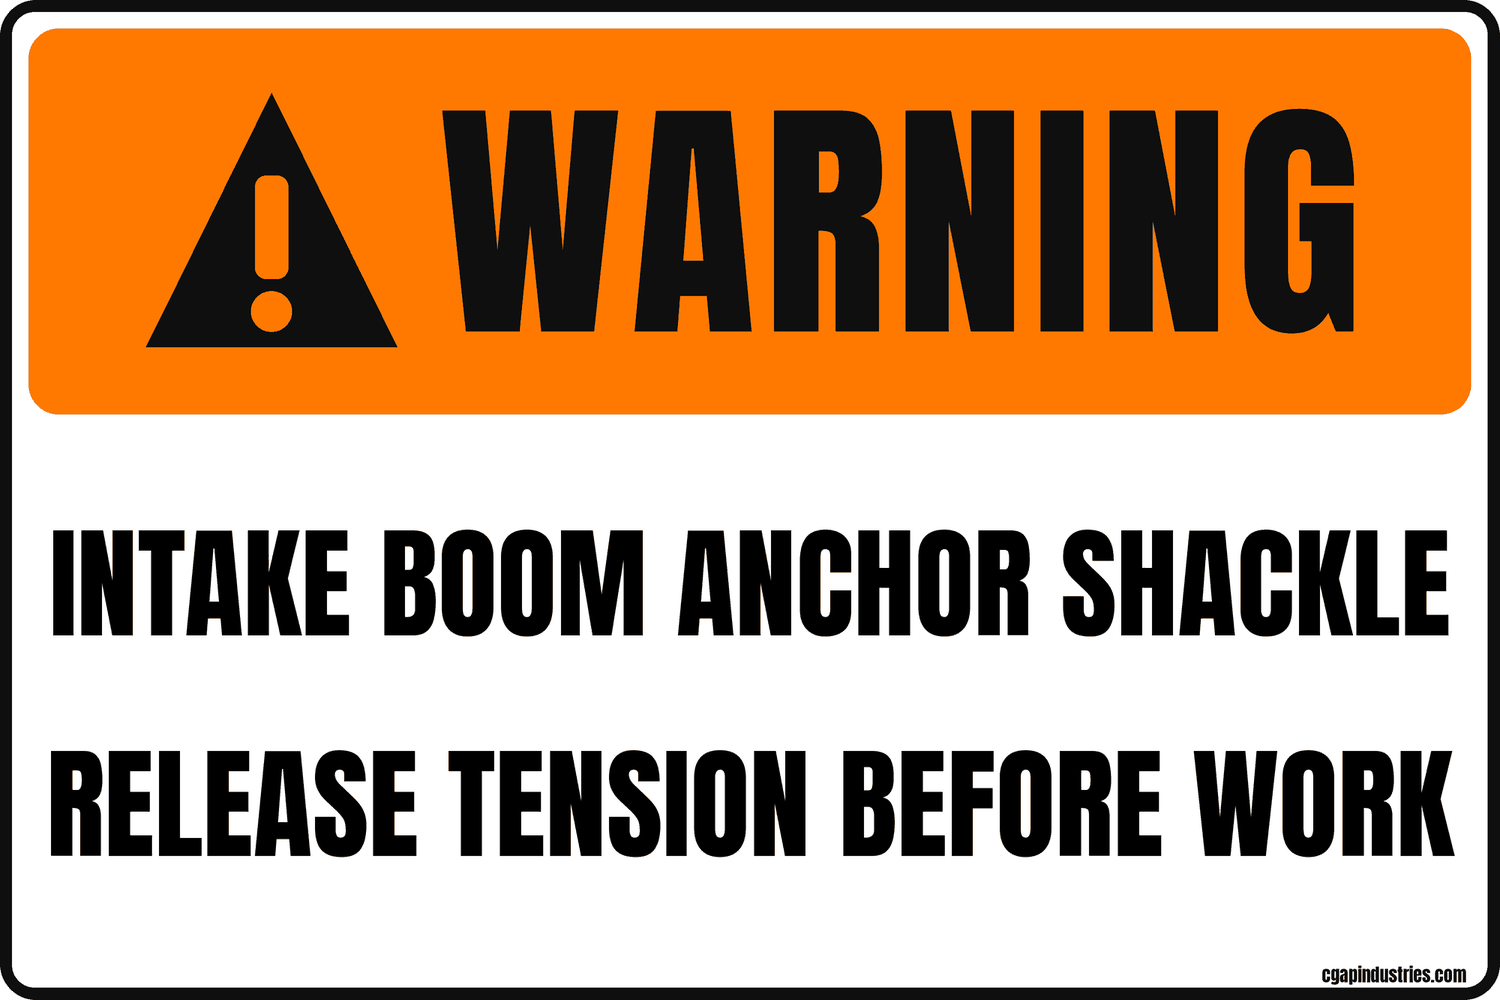 WARNING
INTAKE BOOM ANCHOR SHACKLE
RELEASE TENSION BEFORE WORK
cgapindustries.com